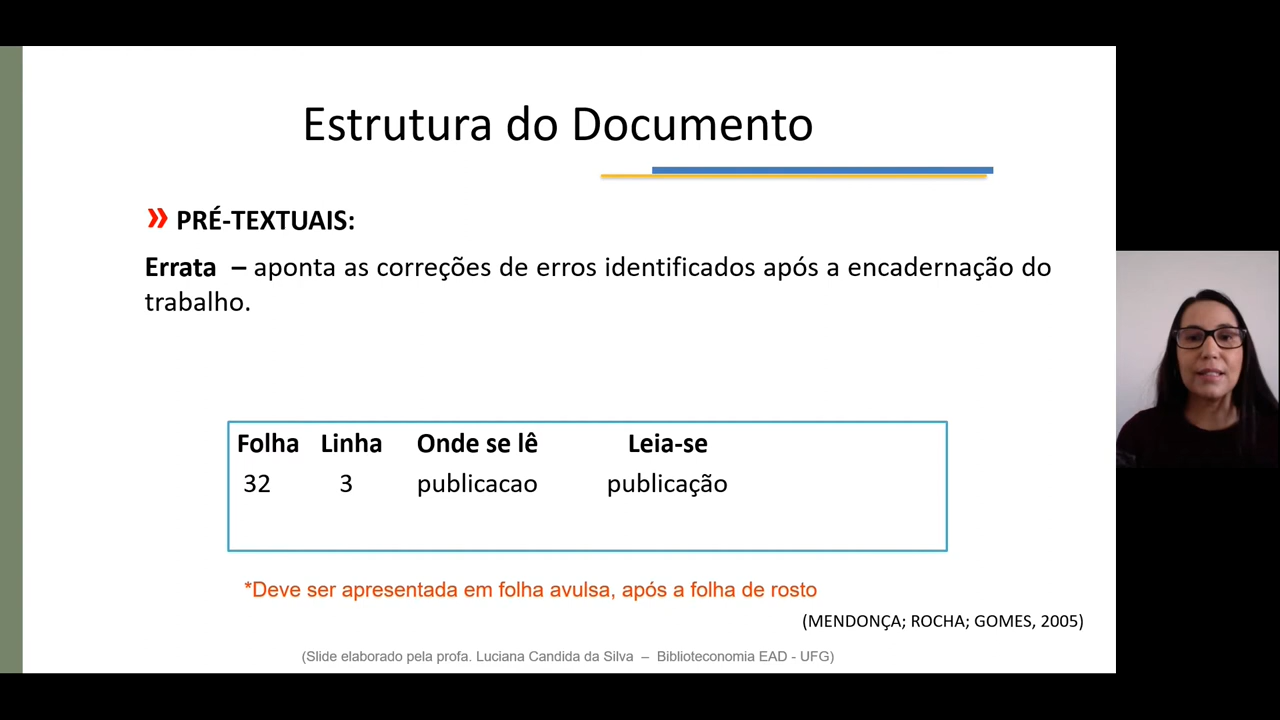 Estrutura do Documento
» PRÉ-TEXTUAIS:
Errata – aponta as correções de erros identificados após a encadernação do
trabalho.
Folha Linha Onde se lê Leia-se
32 3 publicacao publicação
*Deve ser apresentada em folha avulsa, após a folha de rosto
(MENDONÇA; ROCHA; GOMES, 2005)
(Slide elaborado pela profa. Luciana Candida da Silva – Biblioteconomia EAD - UFG)